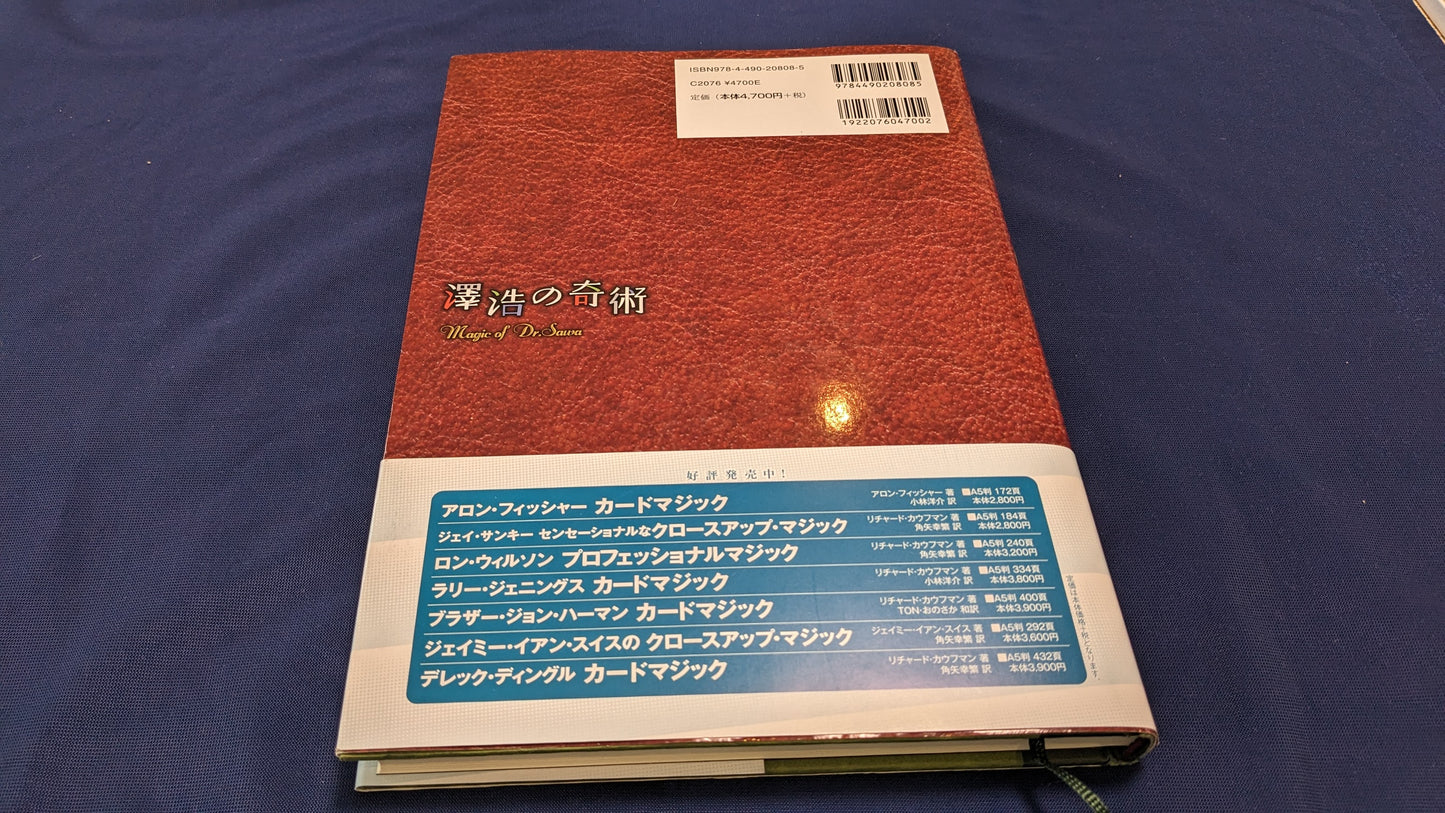 ISBN978-4-490-20808-5
C2076 ¥4700E
定価（本体4,700円＋税）
9784490208085
1922076047002
澤浩の奇術
Magic of Dr.Sawa
好評発売中！
アロン・フィッシャー カードマジック アロン・フィッシャー 著 ■A5判 172頁
小林洋介 訳 本体2,800円
ジェイ・サンキー センセーショナルなクロースアップ・マジック リチャード・カウフマン 著 ■A5判 184頁
角矢幸繁 訳 本体2,800円
ロン・ウィルソン プロフェッショナルマジック リチャード・カウフマン 著 ■A5判 240頁
角矢幸繁 訳 本体3,200円
ラリー・ジェニングス カードマジック リチャード・カウフマン 著 ■A5判 334頁
小林洋介 訳 本体3,800円
ブラザー・ジョン・ハーマン カードマジック リチャード・カウフマン 著 ■A5判 400頁
TON・おのさか 和訳 本体3,900円
ジェイミー・イアン・スイスの クロースアップ・マジック ジェイミー・イアン・スイス 著 ■A5判 292頁
角矢幸繁 訳 本体3,600円
デレック・ディングル カードマジック リチャード・カウフマン 著 ■A5判 432頁
角矢幸繁 訳 本体3,900円
定価は本体価格＋税となります。